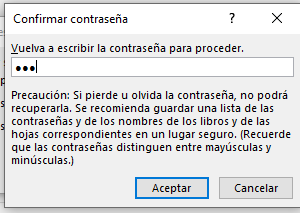 Confirmar contraseña
Vuelva a escribir la contraseña para proceder.
●●●
Precaución: Si pierde u olvida la contraseña, no podrá
recuperarla. Se recomienda guardar una lista de las
contraseñas y de los nombres de los libros y de
las hojas correspondientes en un lugar seguro. (Recuerde
que las contraseñas distinguen entre mayúsculas y
minúsculas.)
Aceptar
Cancelar